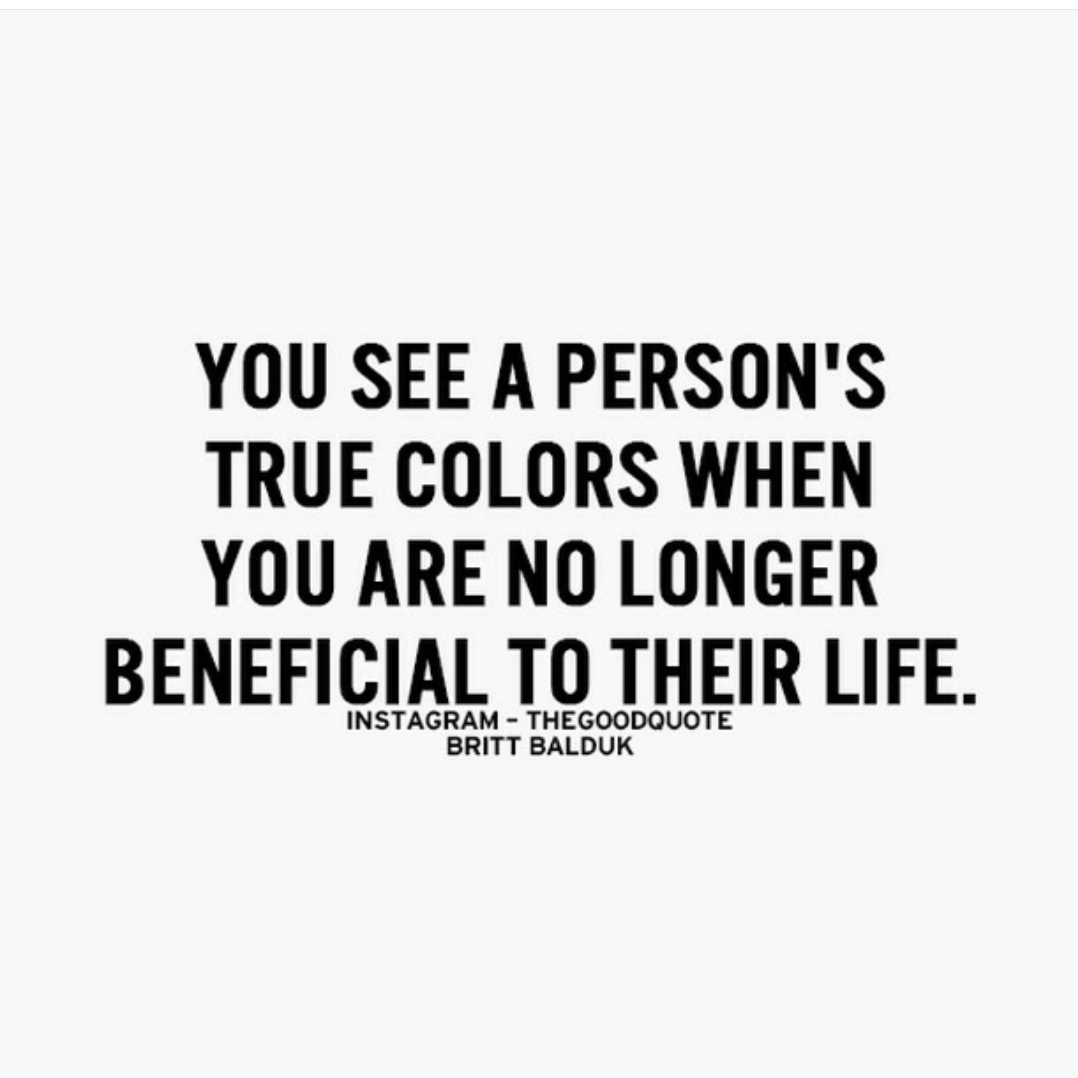 YOU SEE A PERSON'S
TRUE COLORS WHEN
YOU ARE NO LONGER
BENEFICIAL TO THEIR LIFE.
INSTAGRAM - THEGOODQUOTE
BRITT BALDUK